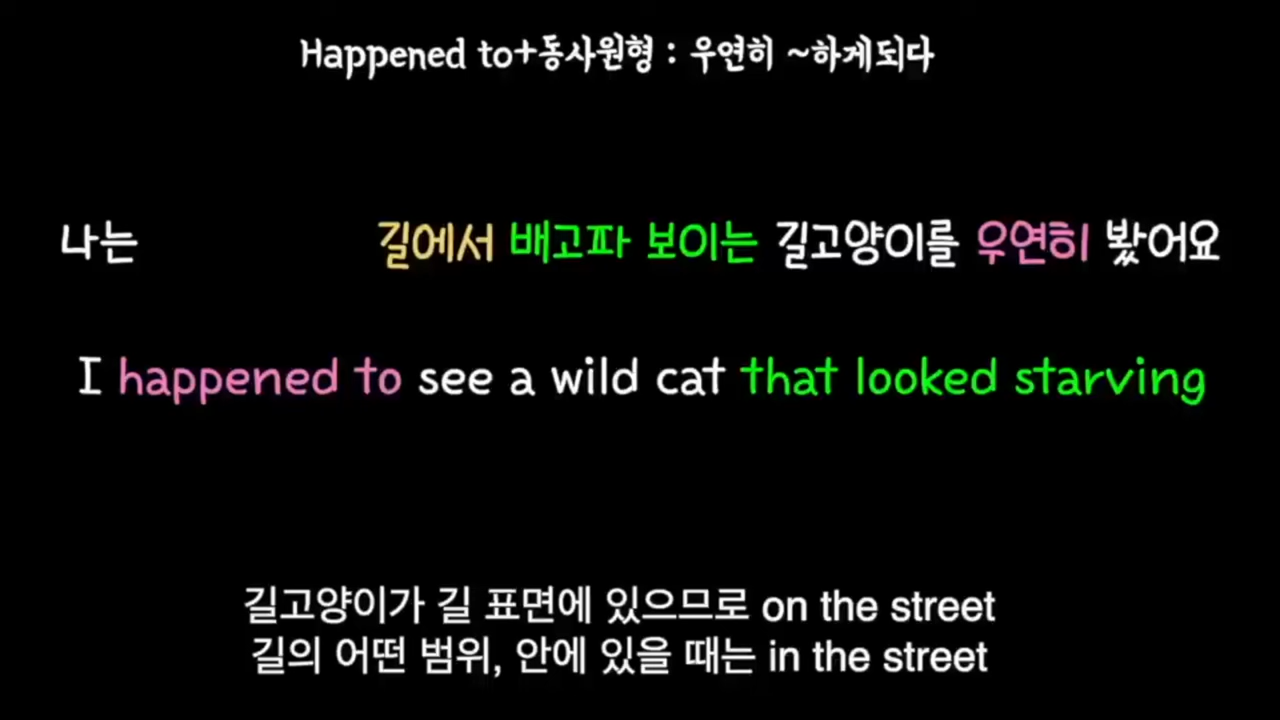 Happened to+동사원형 : 우연히 ~하게되다
나는 길에서 배고파 보이는 길고양이를 우연히 봤어요
I happened to see a wild cat that looked starving
길고양이가 길 표면에 있으므로 on the street
길의 어떤 범위, 안에 있을 때는 in the street